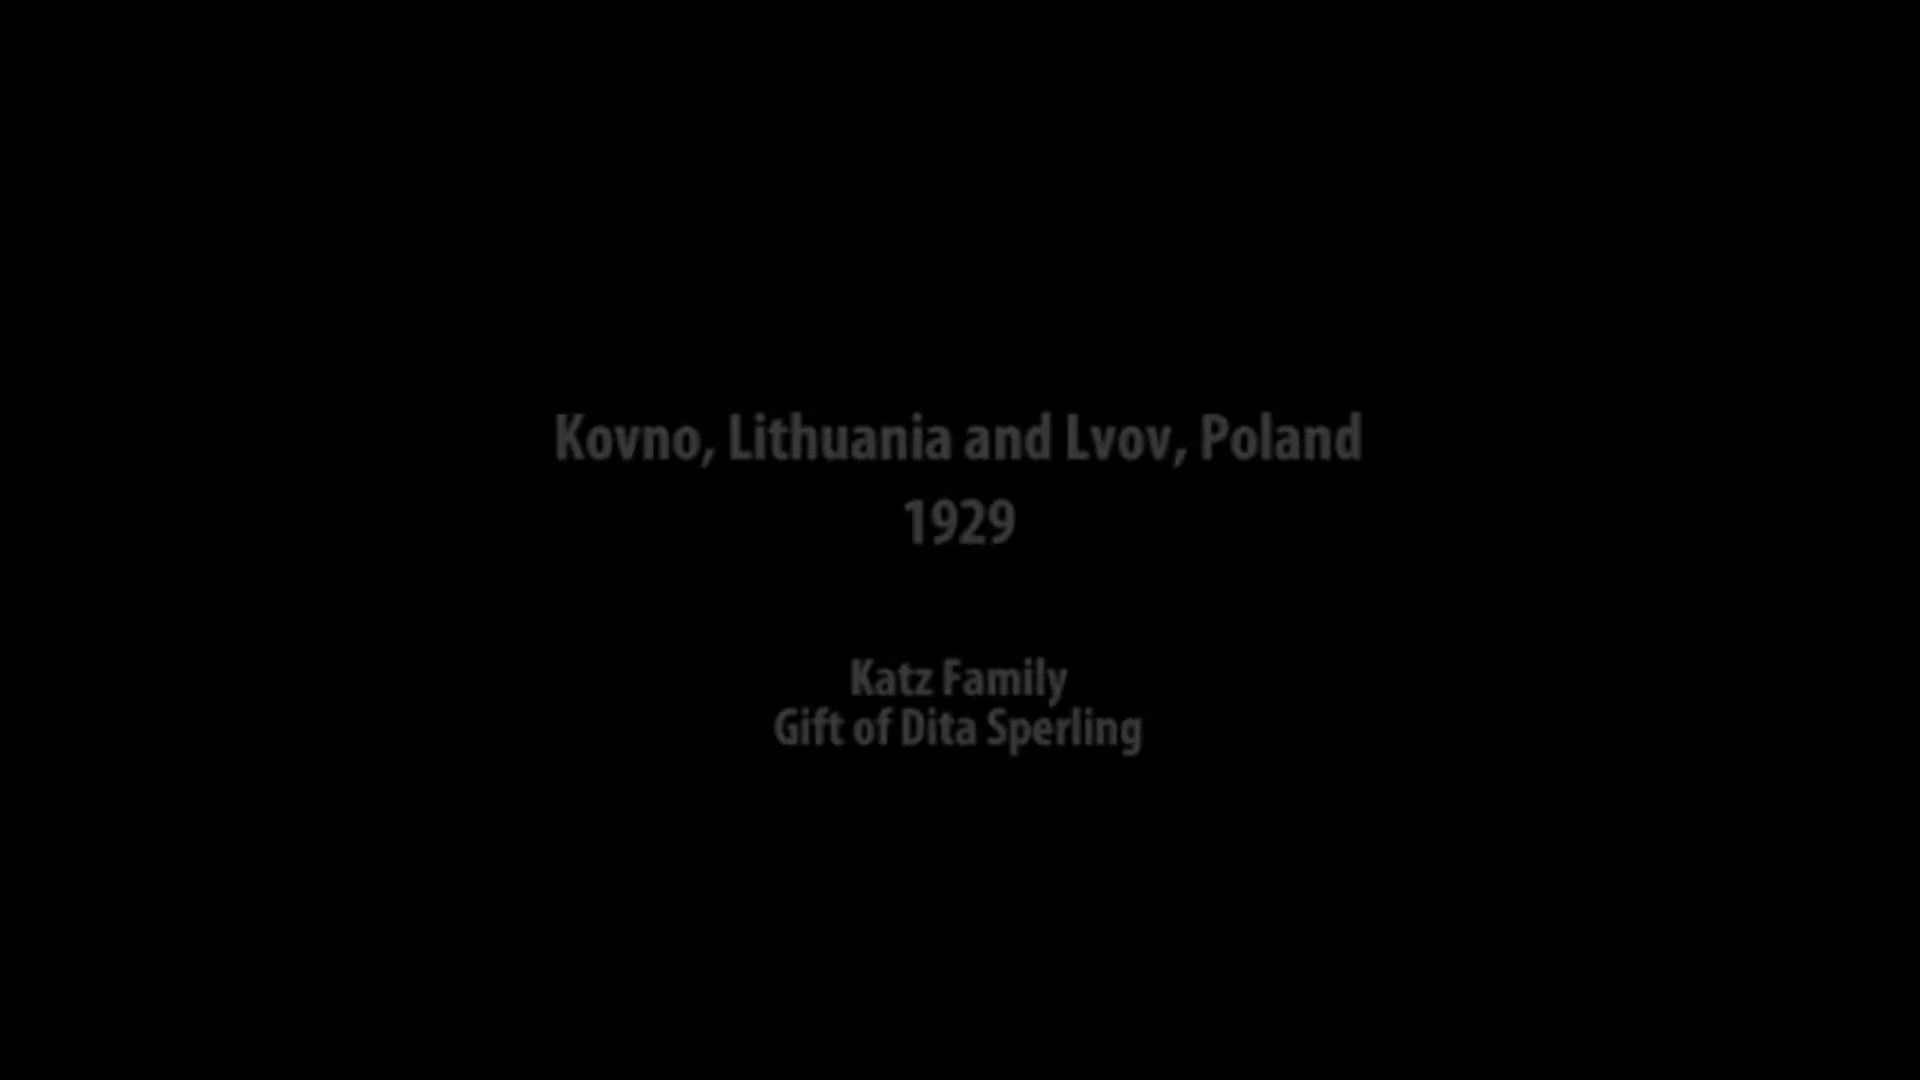 Kovno, Lithuania and Lvov, Poland
1929
Katz Family
Gift of Dita Sperling